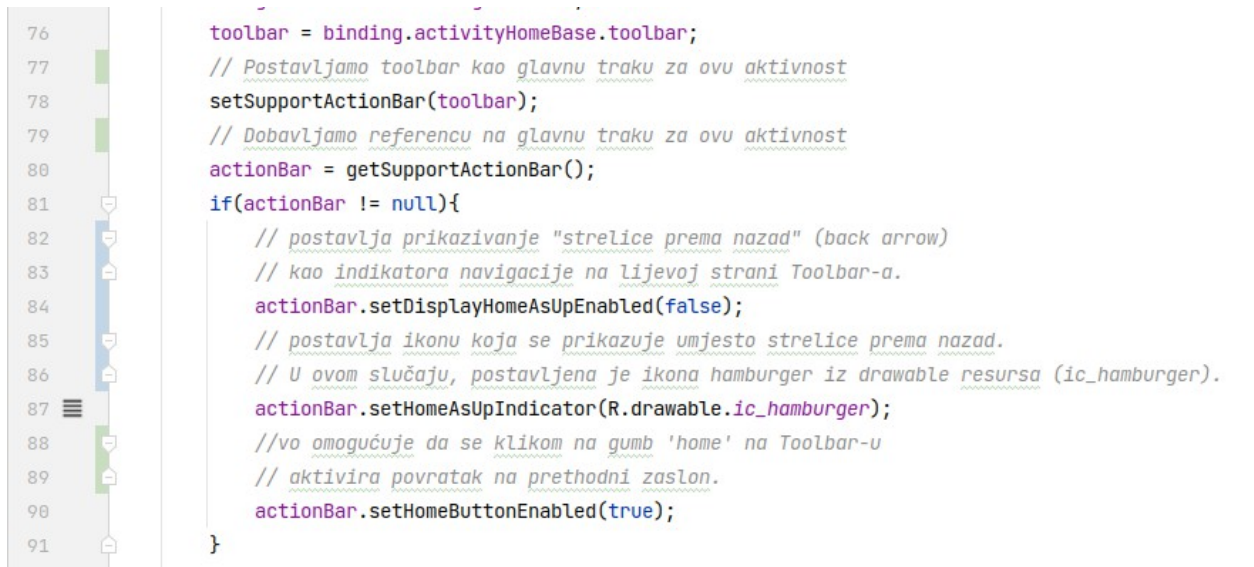 76 toolbar = binding.activityHomeBase.toolbar;
77 // Postavljamo toolbar kao glavnu traku za ovu aktivnost
78 setSupportActionBar(toolbar);
79 // Dobavljamo referencu na glavnu traku za ovu aktivnost
80 actionBar = getSupportActionBar();
81 if(actionBar != null){
82 // postavlja prikazivanje "strelice prema nazad" (back arrow)
83 // kao indikatora navigacije na lijevoj strani Toolbar-a.
84 actionBar.setDisplayHomeAsUpEnabled(false);
85 // postavlja ikonu koja se prikazuje umjesto strelice prema nazad.
86 // U ovom slučaju, postavljena je ikona hamburger iz drawable resursa (ic_hamburger).
87 actionBar.setHomeAsUpIndicator(R.drawable.ic_hamburger);
88 //vo omogućuje da se klikom na gumb 'home' na Toolbar-u
89 // aktivira povratak na prethodni zaslon.
90 actionBar.setHomeButtonEnabled(true);
91 }